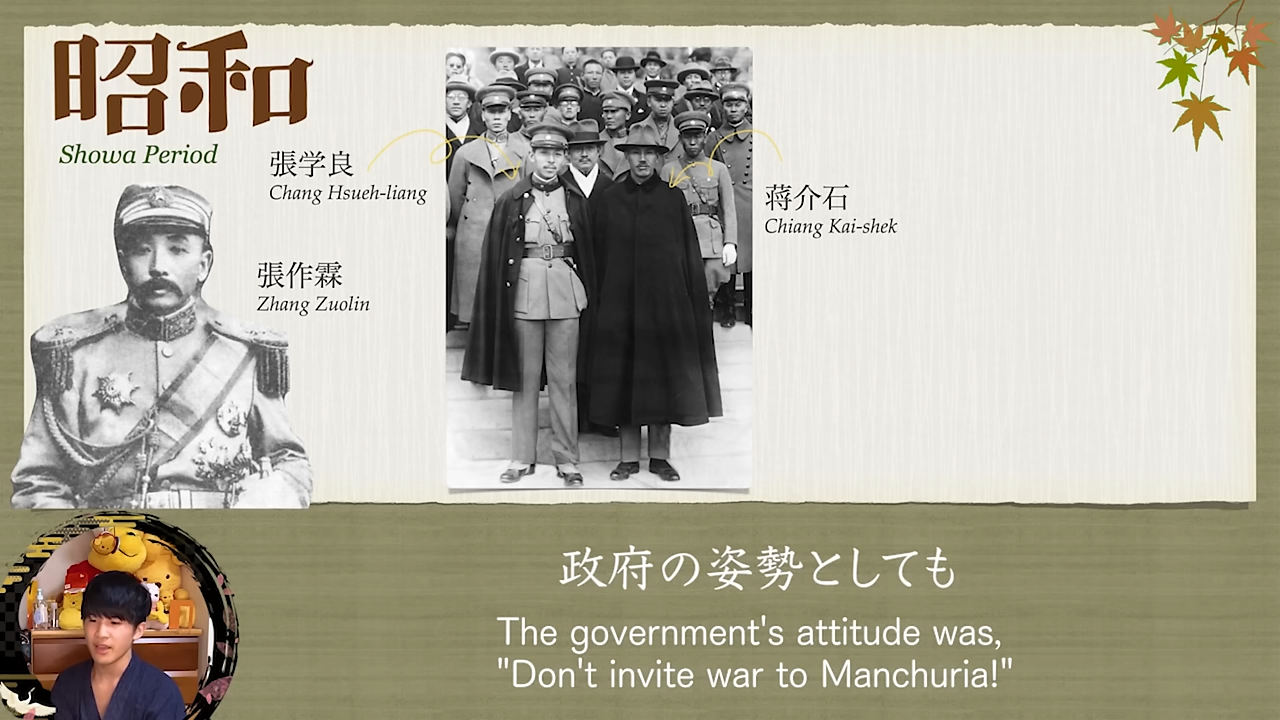 昭和
Showa Period
張学良
Chang Hsueh-liang
張作霖
Zhang Zuolin
蒋介石
Chiang Kai-shek
政府の姿勢としても
The government's attitude was,
"Don't invite war to Manchuria!"